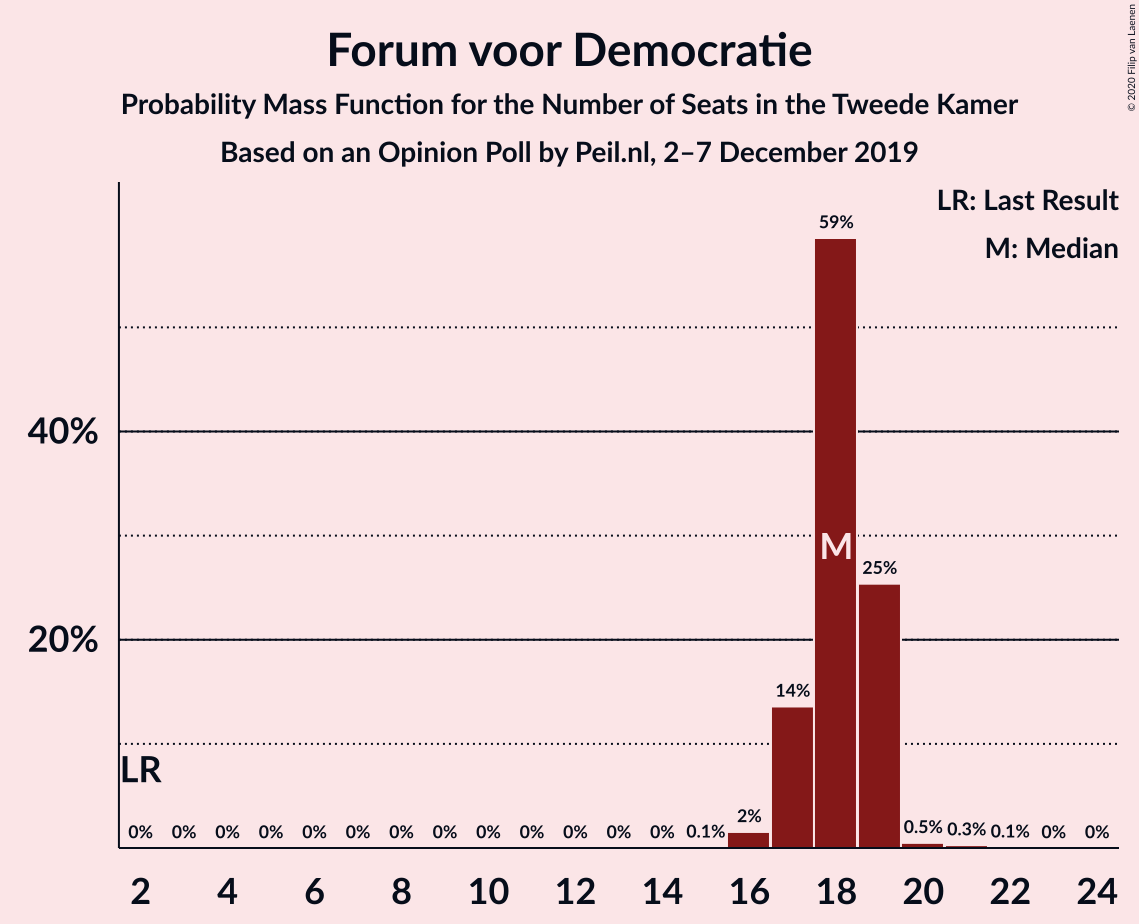 Forum voor Democratie
Probability Mass Function for the Number of Seats in the Tweede Kamer
Based on an Opinion Poll by Peil.nl, 2–7 December 2019
© 2020 Filip van Laenen
LR: Last Result
M: Median
59%
40%
M
25%
20%
14%
LR
0% 0% 0% 0% 0% 0% 0% 0% 0% 0% 0% 0% 0% 0.1% 2% 0.5% 0.3% 0.1% 0% 0%
2 4 6 8 10 12 14 16 18 20 22 24